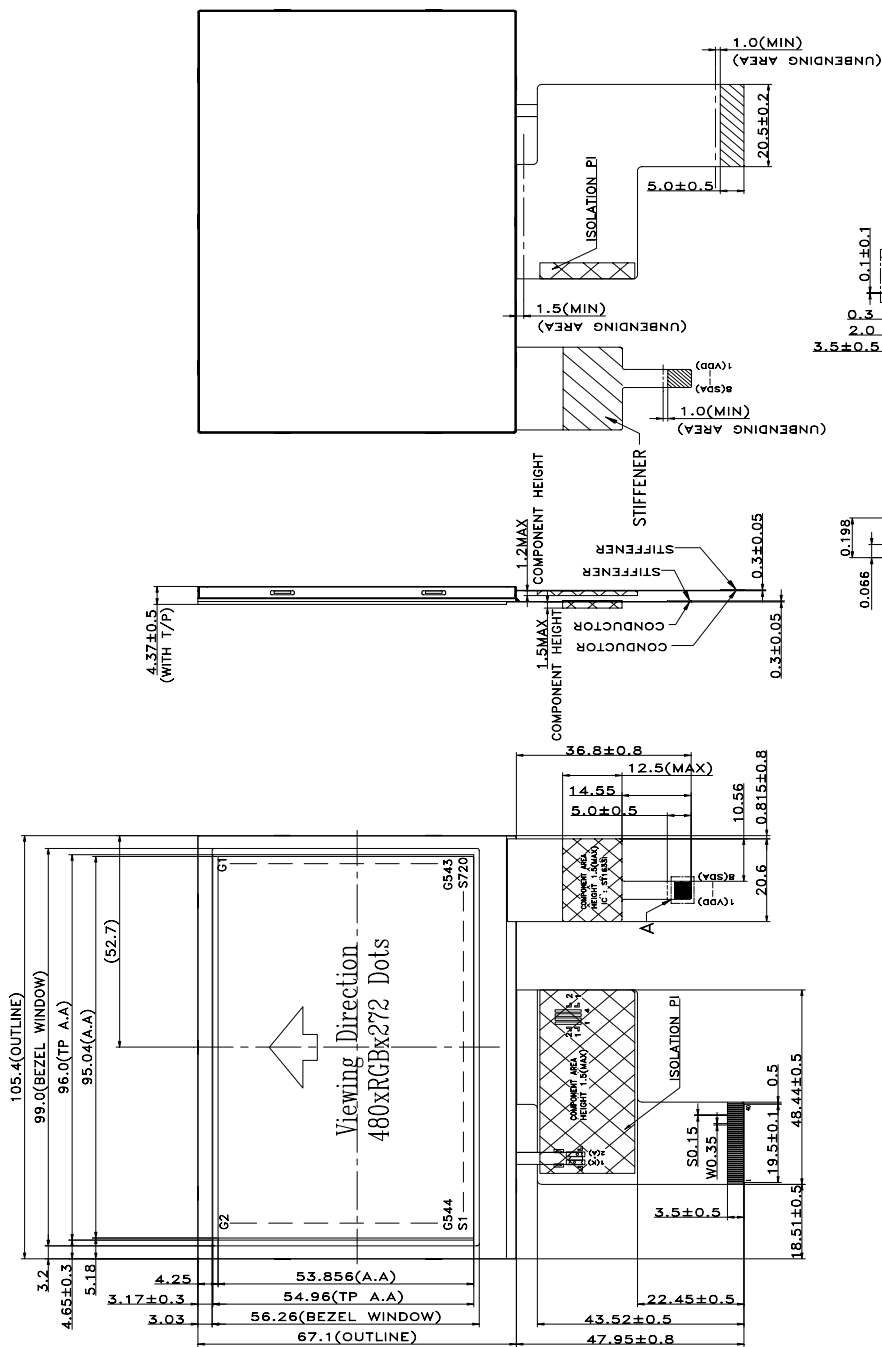 1.0(MIN)
(UNBENDING AREA)
20.5±0.2
5.0±0.5
ISOLATION PI
1.5(MIN)
(UNBENDING AREA)
1(VDD)
8(SDA)
1.0(MIN)
(UNBENDING AREA)
STIFFENER
0.1±0.1
0.3
2.0
3.5±0.5
4.37±0.5
(WITH T/P)
1.2MAX
COMPONENT HEIGHT
1.5MAX
COMPONENT HEIGHT
STIFFENER
STIFFENER
CONDUCTOR
CONDUCTOR
0.3±0.05
0.3±0.05
0.198
0.066
105.4(OUTLINE)
99.0(BEZEL WINDOW)
96.0(TP A.A)
95.04(A.A)
(52.7)
G1
G543
S720
Viewing Direction
480xRGBx272 Dots
G2
G544
S1
36.8±0.8
12.5(MAX)
14.55
5.0±0.5
10.56
0.815±0.8
20.6
COMPONENT AREA
HEIGHT 1.5(MAX)
IC : ST1633i
8(SDA)
1(VDD)
A
COMPONENT AREA
HEIGHT 1.5(MAX)
ISOLATION PI
S0.15
W0.35
0.5
19.5±0.1
48.44±0.5
3.5±0.5
18.51±0.5
3.2
4.65±0.3
5.18
4.25
53.856(A.A)
3.17±0.3
54.96(TP A.A)
3.03
56.26(BEZEL WINDOW)
67.1(OUTLINE)
22.45±0.5
43.52±0.5
47.95±0.8